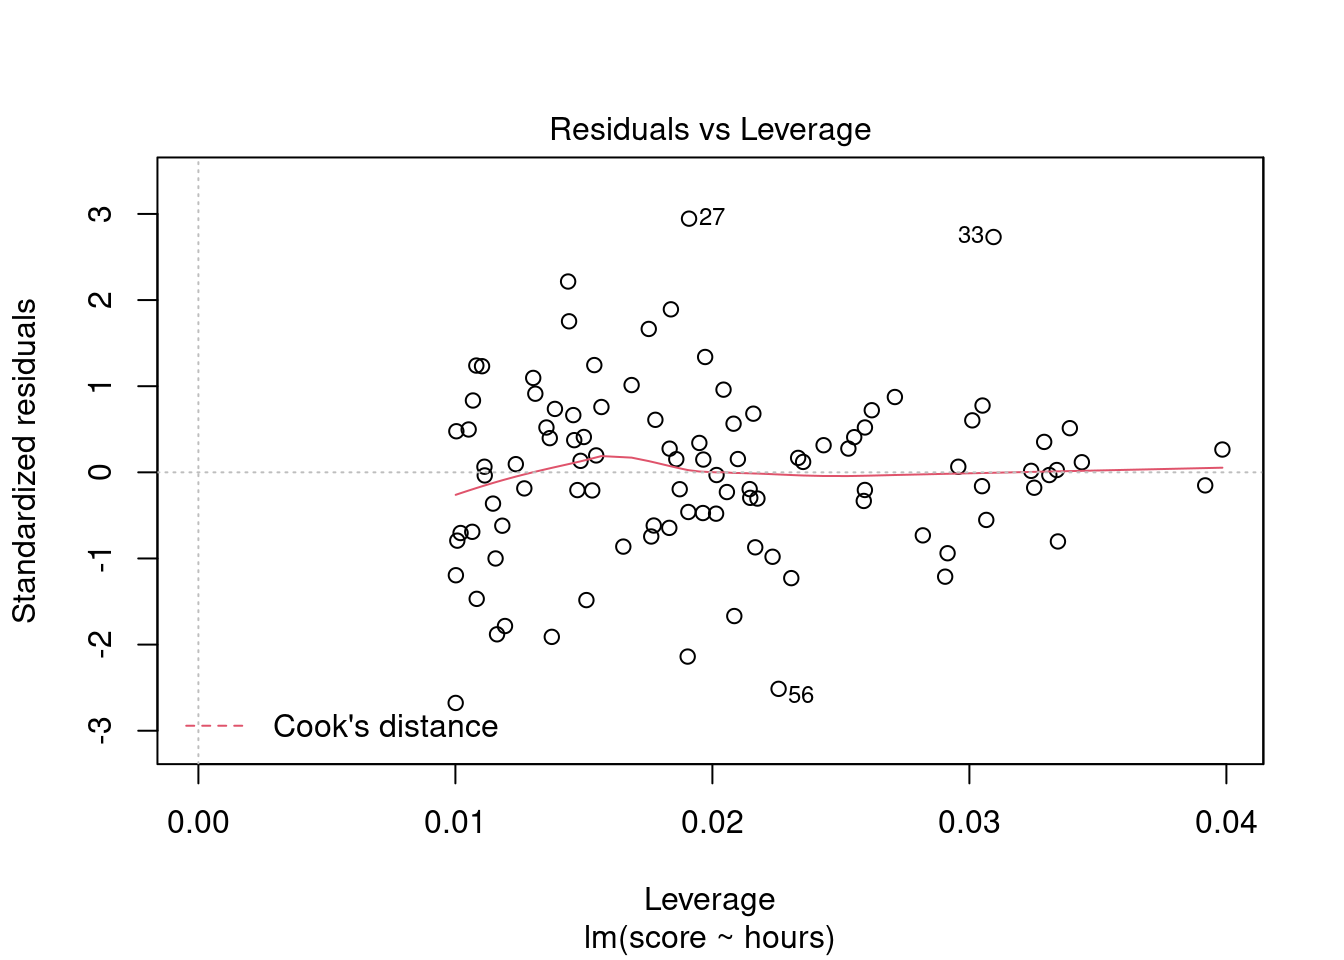 Residuals vs Leverage
Standardized residuals
3
2
1
0
-1
-2
-3
27
33
56
Cook's distance
0.00 0.01 0.02 0.03 0.04
Leverage
lm(score ~ hours)